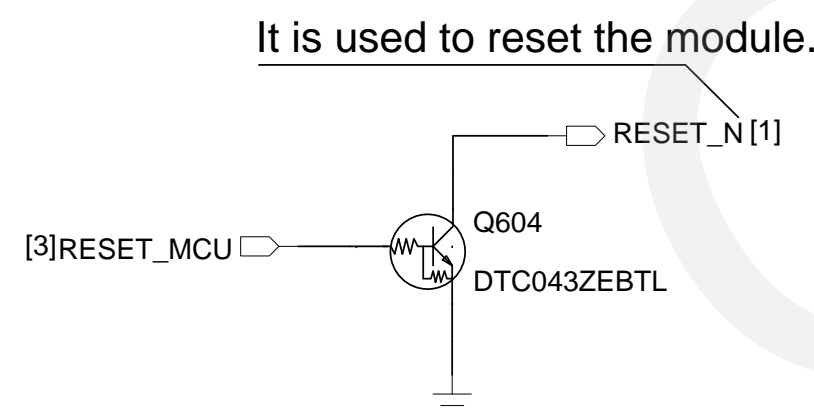 It is used to reset the module.
RESET_N [1]
Q604
[3]RESET_MCU
DTC043ZEBTL